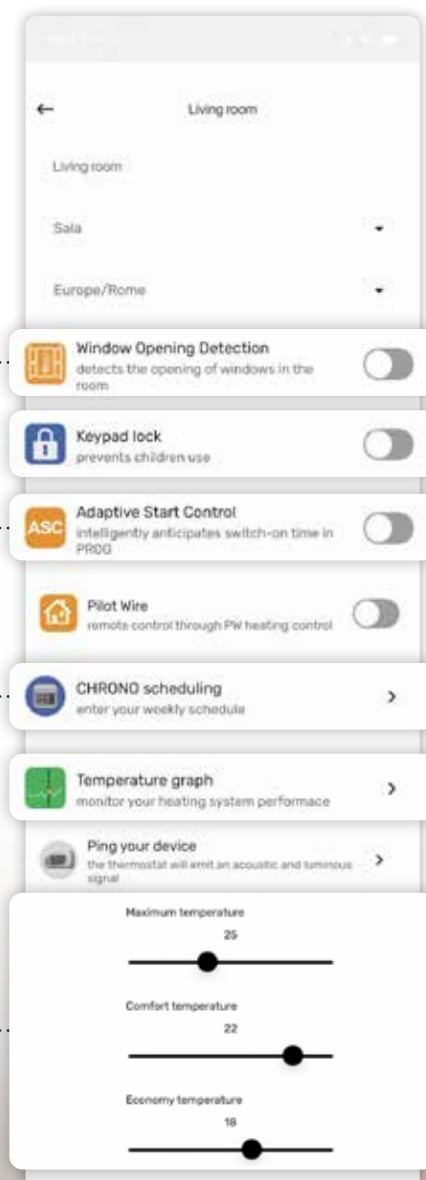 Living room
Living room
Sala
Europe/Rome
Window Opening Detection
detects the opening of windows in the
room
Keypad lock
prevents children use
ASC
Adaptive Start Control
intelligently anticipates switch-on time in
PROG
Pilot Wire
remote control through PW heating control
CHRONO scheduling
enter your weekly schedule
Temperature graph
monitor your heating system performace
Ping your device
the thermostat will emit an acoustic and luminous
signal
Maximum temperature
25
Comfort temperature
22
Economy temperature
18